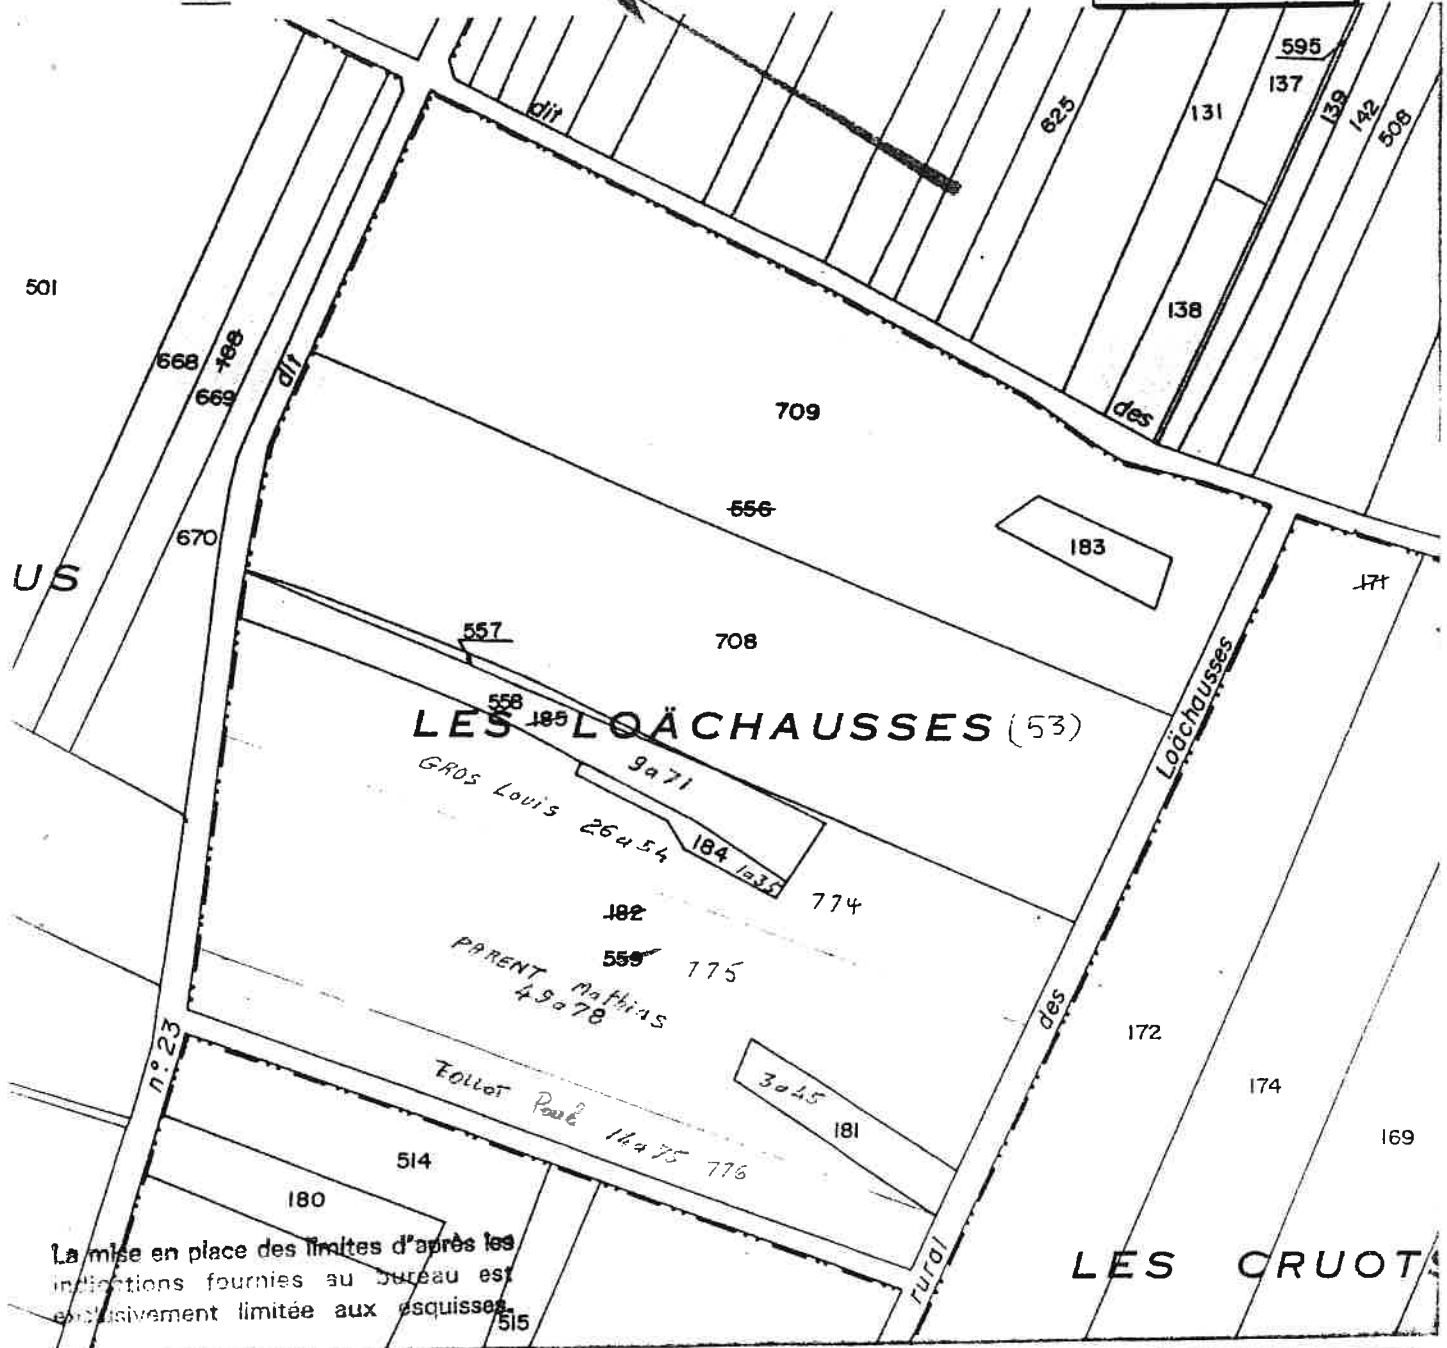 595
137
131
625
139
142
508
dit
138
501
668
188
669
dit
709
des
556
183
670
171
US
557
708
558
185
LES LOÄCHAUSSES (53)
Loächausses
9a71
GROS Louis 26a54
184
1a35
774
182
559
775
PARENT Mathias
49a78
des
172
n° 23
174
FOLLOT Paul 14a75 776
3a45
181
169
514
180
La mise en place des limites d'après les
indications fournies au bureau est
exclusivement limitée aux esquisses.
515
rural
LES CRUOTS